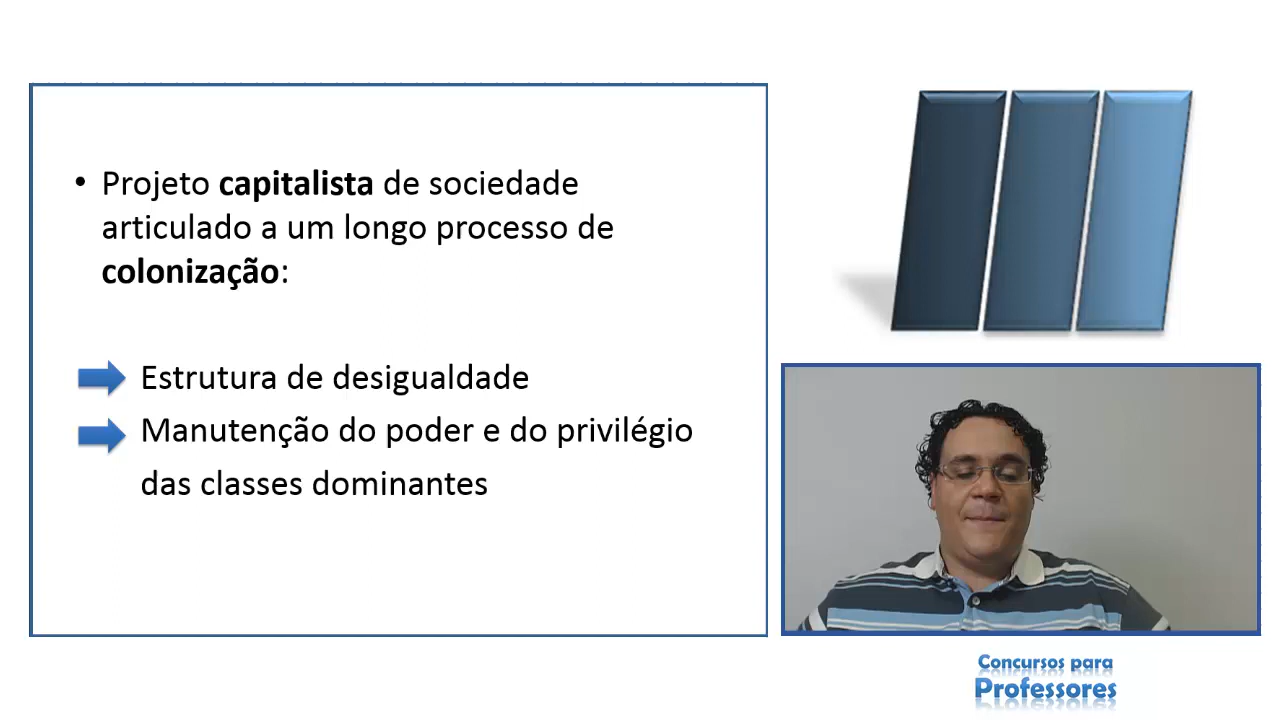 • Projeto capitalista de sociedade
articulado a um longo processo de
colonização:
Estrutura de desigualdade
Manutenção do poder e do privilégio
das classes dominantes
Concursos para
Professores